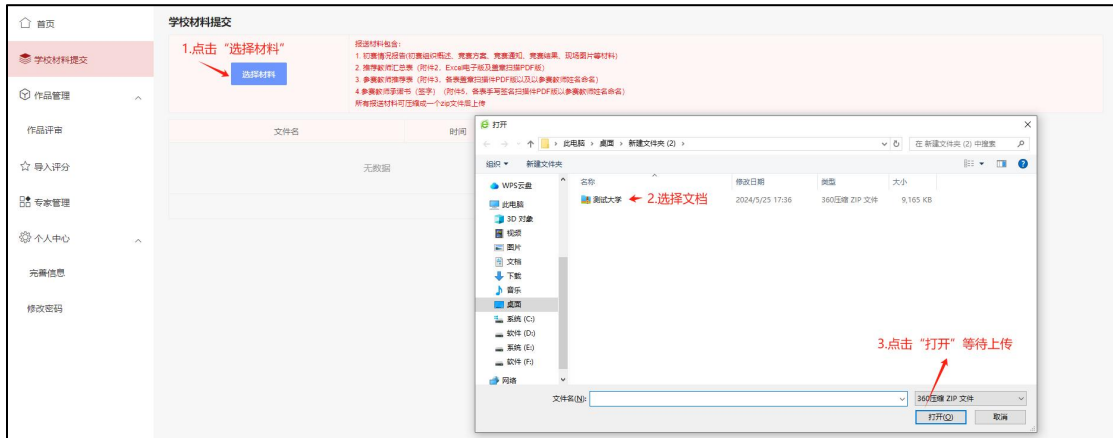 首页
学校材料提交
作品管理
作品评审
导入评分
专家管理
个人中心
完善信息
修改密码
学校材料提交
1.点击“选择材料”
选择材料
报送材料包含：
1. 初赛情况报告(初赛组织概述、竞赛方案、竞赛通知、竞赛结果、现场图片等材料)
2. 推荐教师汇总表（附件2，Excel电子版及盖章扫描PDF版）
3. 参赛教师推荐表（附件3，各表盖章扫描件PDF版以及以参赛教师姓名命名）
4.参赛教师承诺书（签字）（附件5，各表手写签名扫描件PDF版以参赛教师姓名命名）
所有报送材料可压缩成一个zip文件后上传
文件名
时间
无数据
打开
此电脑 › 桌面 › 新建文件夹 (2) ›
在 新建文件夹 (2) 中搜索
组织
新建文件夹
WPS云盘
此电脑
3D 对象
视频
图片
文档
下载
音乐
桌面
系统 (C:)
软件 (D:)
系统 (E:)
软件 (F:)
网络
名称
修改日期
类型
大小
测试大学
2.选择文档
2024/5/25 17:36
360压缩 ZIP 文件
9,165 KB
3.点击“打开”等待上传
文件名(N):
360压缩 ZIP 文件
打开(O)
取消